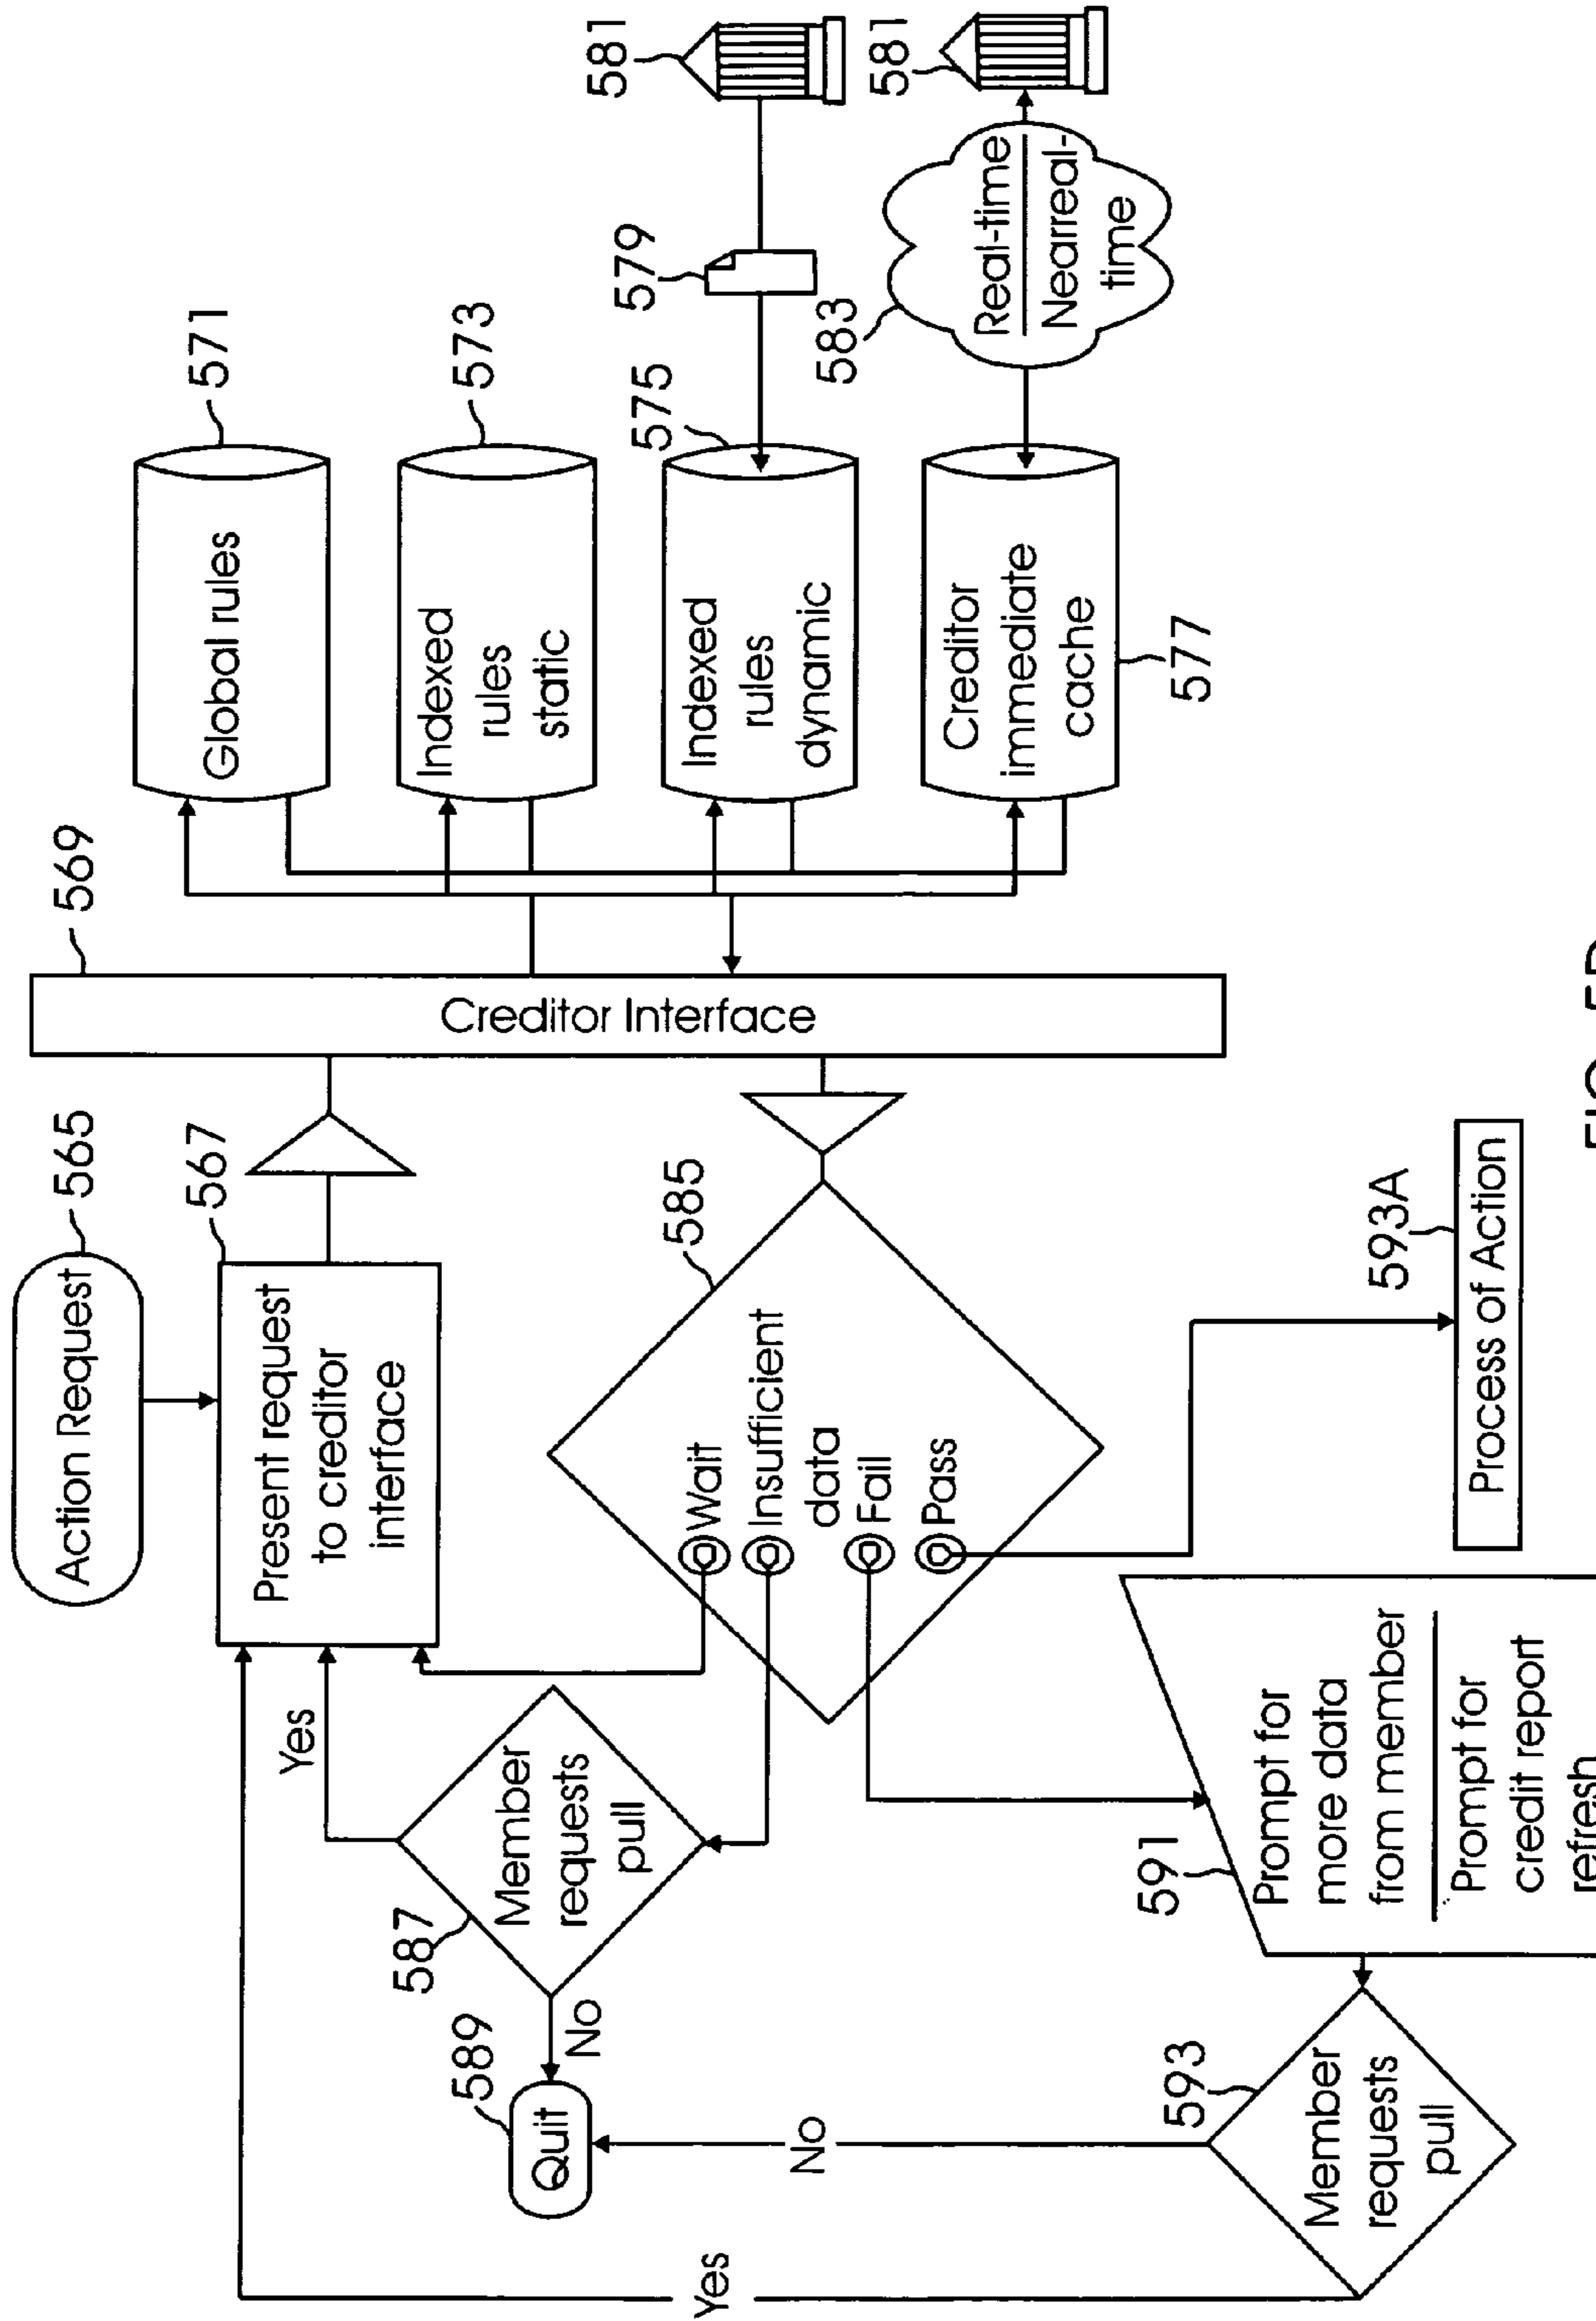 Action Request
565
Present request
to creditor
interface
567
Creditor Interface
569
Global rules
571
Indexed
rules
static
573
Indexed
rules
dynamic
575
579
581
Creditor
immediate
cache
577
583
Real-time
Nearreal-
time
581
585
Wait
Insufficient
data
Fail
Pass
Yes
Member
requests
pull
587
No
Quit
589
Process of Action
593A
591
Prompt for
more data
from member
Prompt for
credit report
refresh
Member
requests
pull
593
No
Yes
FIG.